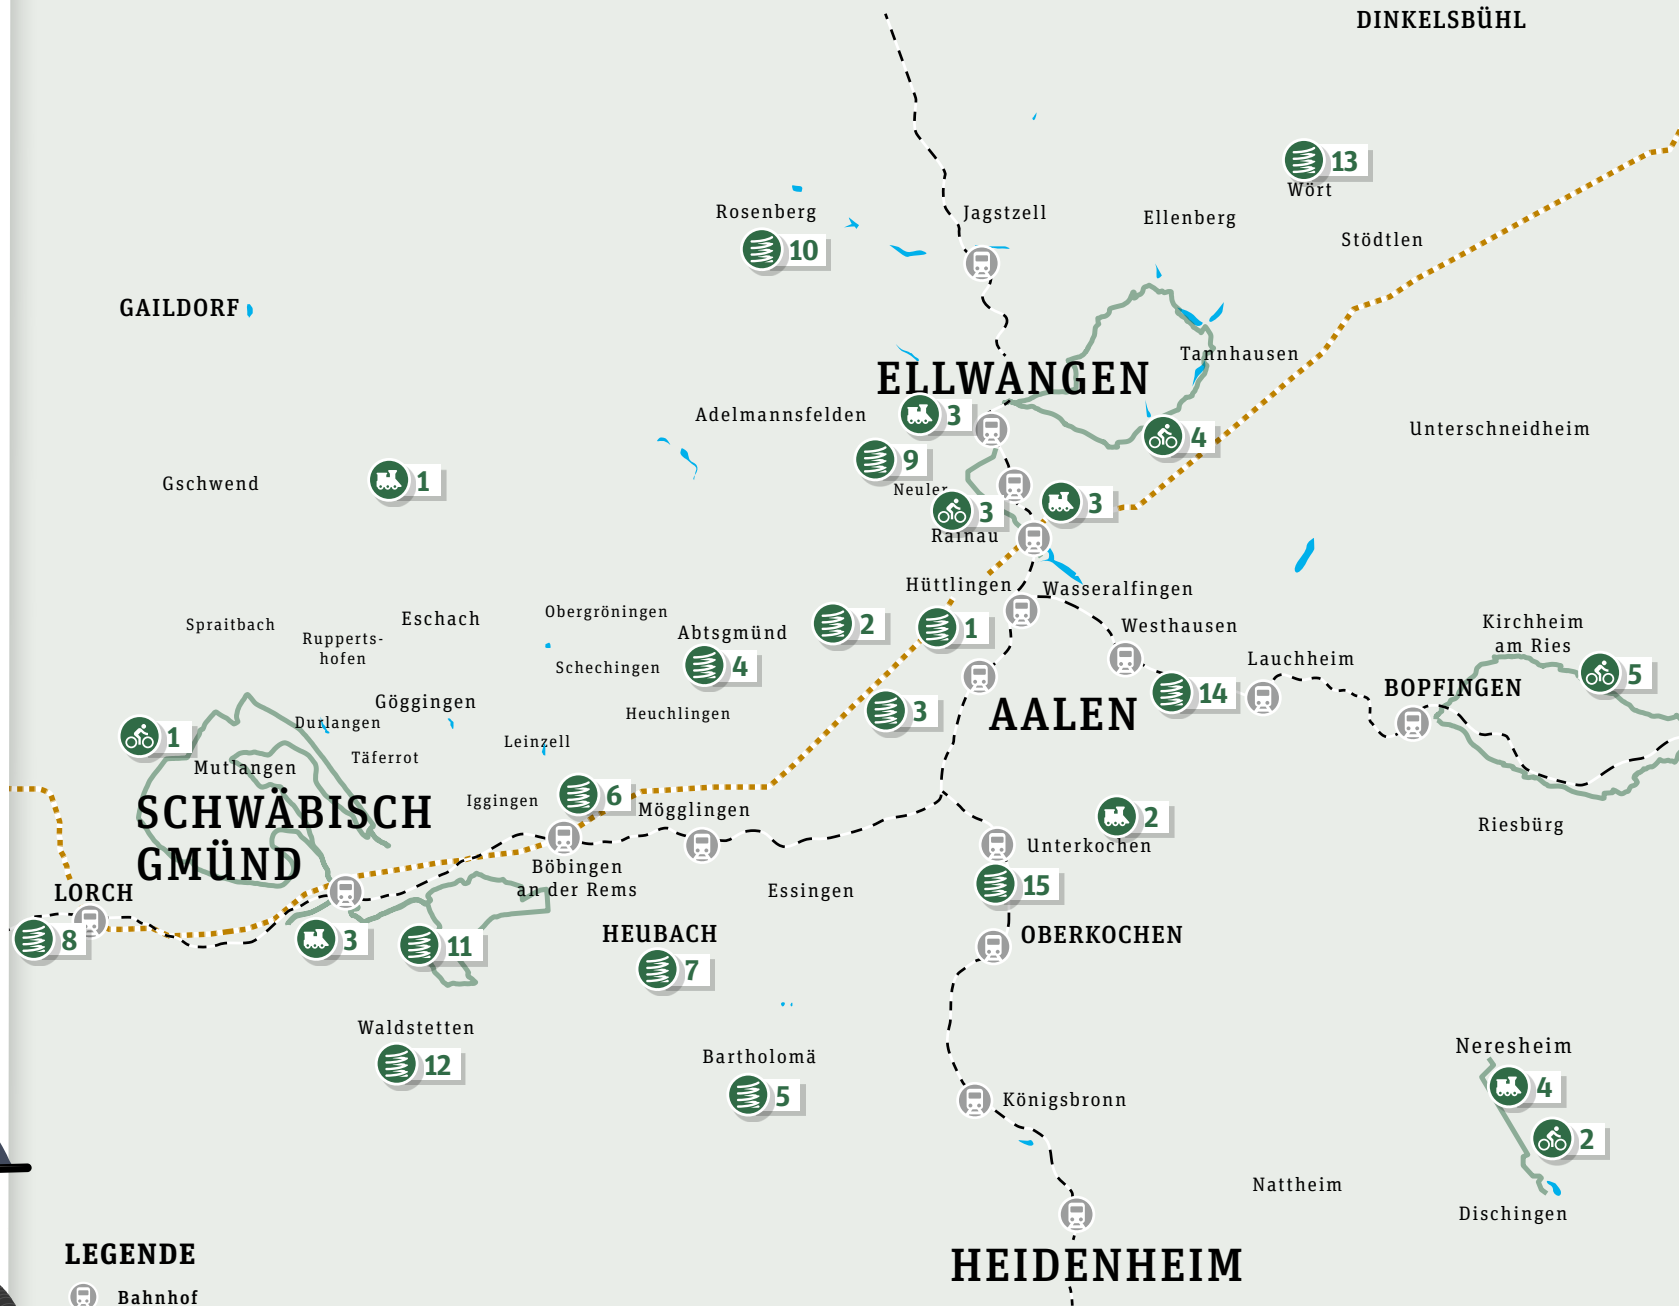 DINKELSBÜHL
13
Wört
Rosenberg
Jagstzell
Ellenberg
Stödtlen
10
GAILDORF
Tannhausen
ELLWANGEN
Adelmannsfelden
3
4
Unterschneidheim
9
Gschwend
1
Neuler
3
3
Rainau
Hüttlingen
Wasseralfingen
Spraitbach
Eschach
Obergröningen
2
1
Westhausen
Kirchheim
am Ries
Rupperts-
hofen
Abtsgmünd
Schechingen
4
Lauchheim
5
Göggingen
Durlangen
Heuchlingen
3
AALEN
14
BOPFINGEN
1
Täferrot
Leinzell
Mutlangen
SCHWÄBISCH
GMÜND
Iggingen
6
Mögglingen
2
Riesbürg
Unterkochen
Böbingen
an der Rems
Essingen
15
LORCH
8
3
11
HEUBACH
OBERKOCHEN
7
Waldstetten
12
Bartholomä
5
Königsbronn
Neresheim
4
2
Nattheim
Dischingen
HEIDENHEIM
LEGENDE
Bahnhof